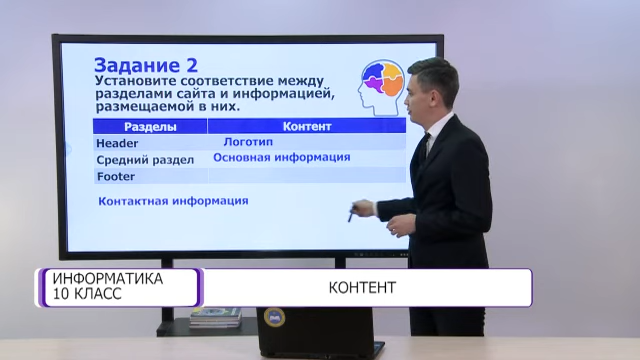 Задание 2
Установите соответствие между
разделами сайта и информацией,
размещаемой в них.
Разделы Контент
Header Логотип
Средний раздел Основная информация
Footer
Контактная информация
ИНФОРМАТИКА
10 КЛАСС
КОНТЕНТ